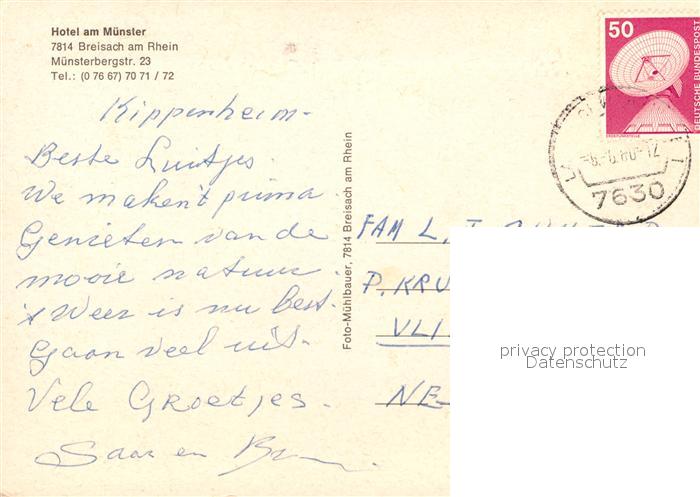 Hotel am Münster
7814 Breisach am Rhein
Münsterbergstr. 23
Tel.: (0 76 67) 70 71 / 72
Kippenheim-
Beste Luitjes.
We maken't prima.
Genieten van de
mooie natuur.
't Weer is nu best.
Gaan veel uit.
Vele Groetjes.
Saar en
Foto-Mühlbauer, 7814 Breisach am Rhein
50
DEUTSCHE BUNDESPOST
7630
FAM L.
P. KRU
VLI
NE-
privacy protection
Datenschutz